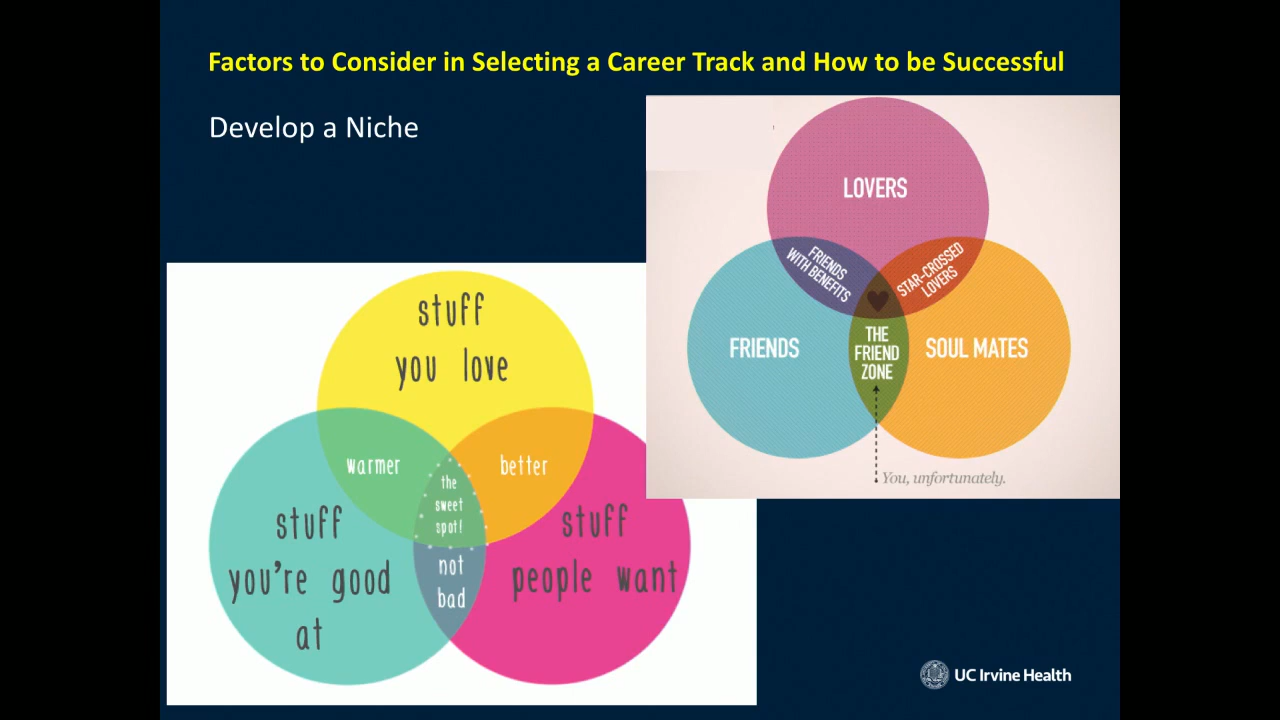 Factors to Consider in Selecting a Career Track and How to be Successful
Develop a Niche
LOVERS
FRIENDS
WITH BENEFITS
STAR-CROSSED
LOVERS
FRIENDS
THE
FRIEND
ZONE
SOUL MATES
You, unfortunately.
stuff
you love
warmer
better
the
sweet
spot!
stuff
you're good
at
not
bad
stuff
people want
UC Irvine Health